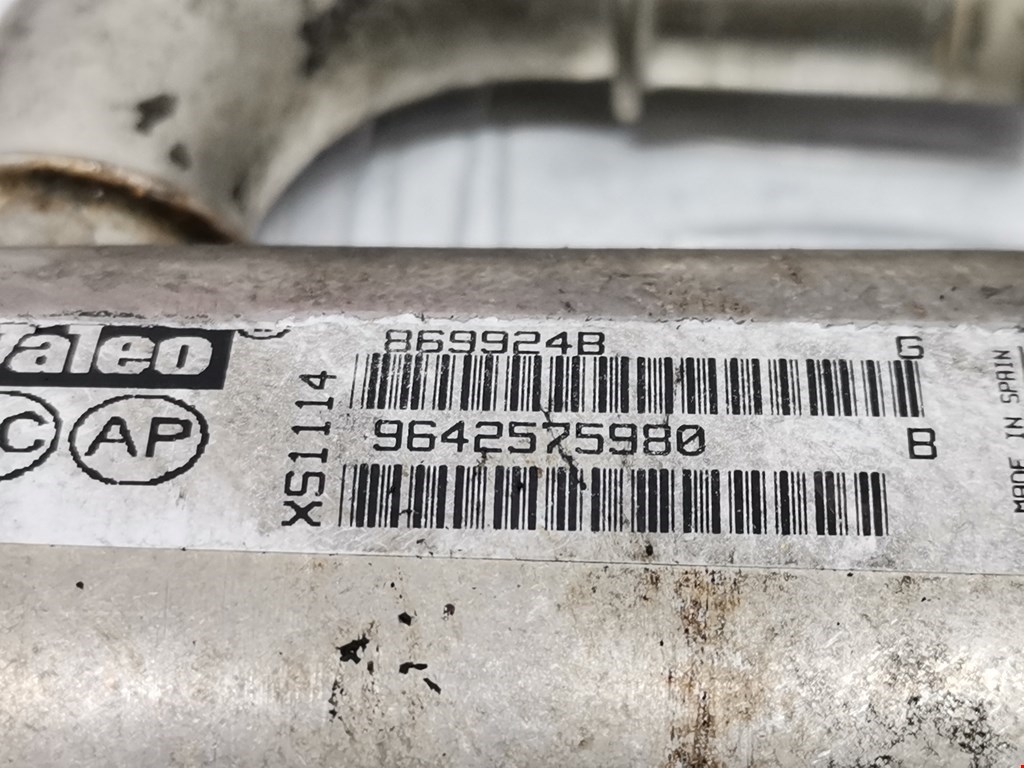 valeo®
869924B G
C AP
XS1114
9642575980 B
MADE IN SPAIN